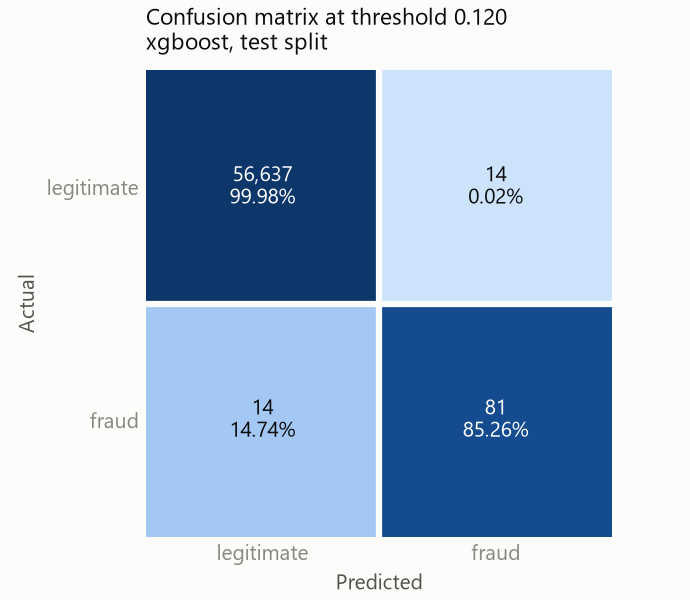 Confusion matrix at threshold 0.120
xgboost, test split
Actual
legitimate
56,637
99.98%
14
0.02%
fraud
14
14.74%
81
85.26%
legitimate
fraud
Predicted